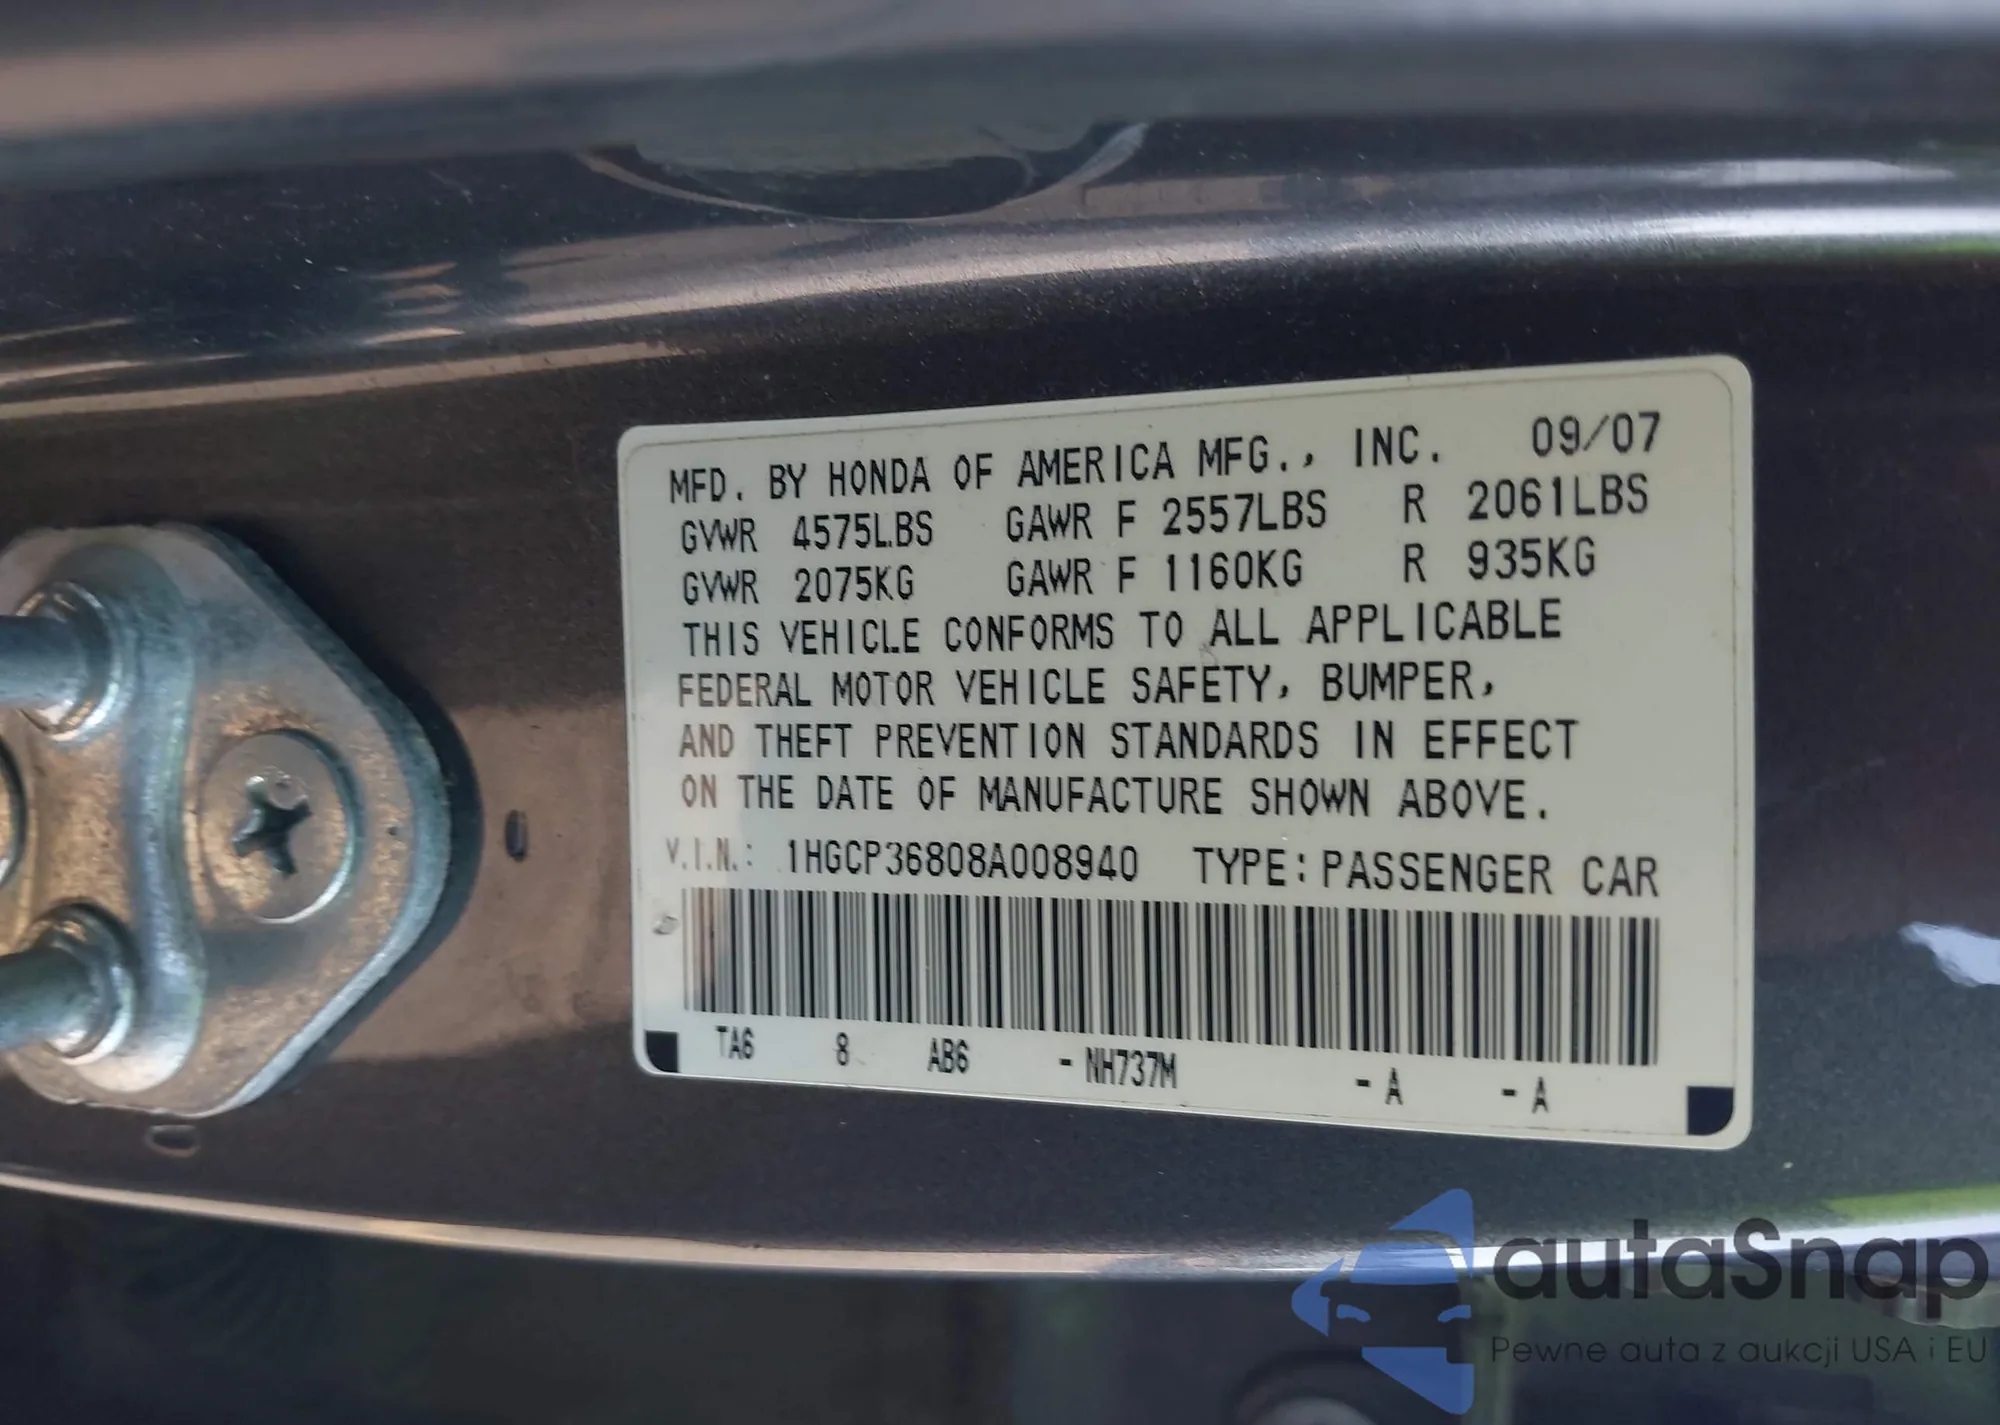 MFD. BY HONDA OF AMERICA MFG., INC. 09/07
GVWR 4575LBS GAWR F 2557LBS R 2061LBS
GVWR 2075KG GAWR F 1160KG R 935KG
THIS VEHICLE CONFORMS TO ALL APPLICABLE
FEDERAL MOTOR VEHICLE SAFETY, BUMPER,
AND THEFT PREVENTION STANDARDS IN EFFECT
ON THE DATE OF MANUFACTURE SHOWN ABOVE.
V.I.N.: 1HGCP36808A008940 TYPE: PASSENGER CAR
TA6 8 AB6 - NH737M - A - A
autaSnap
Pewne auta z aukcji USA i EU